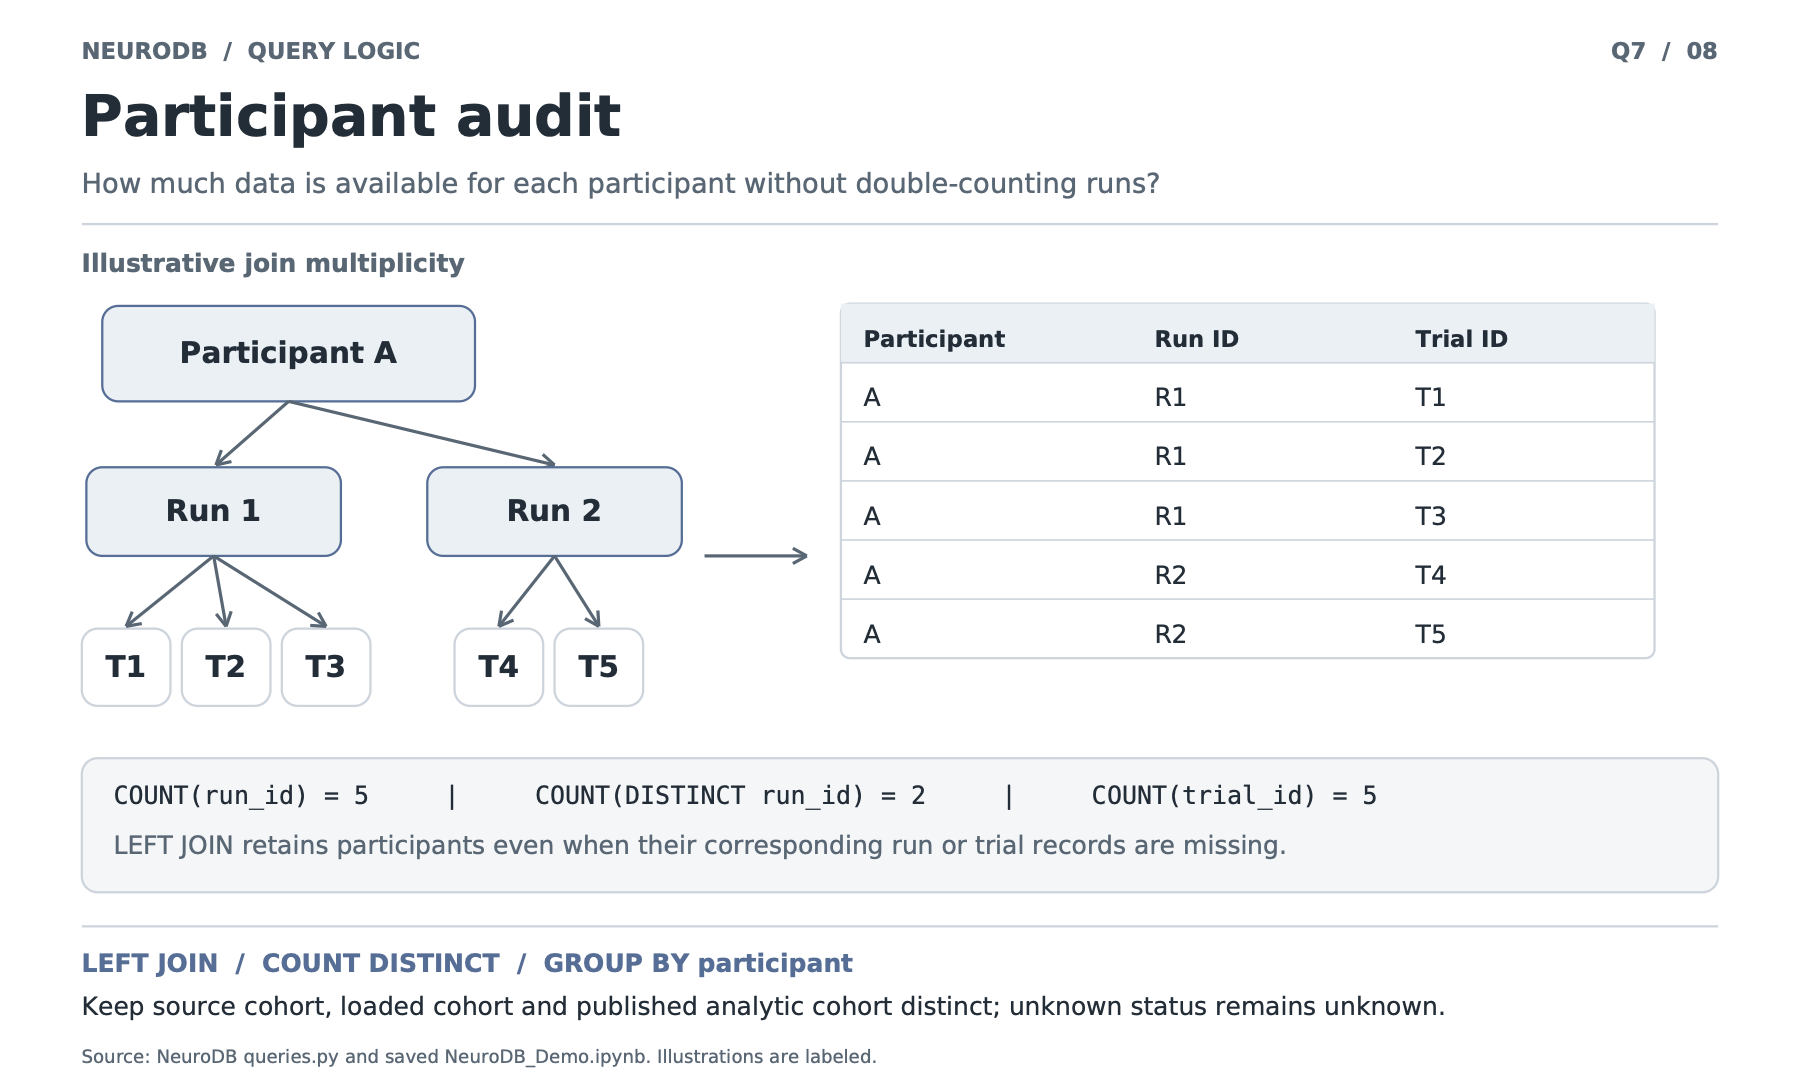 NEURODB / QUERY LOGIC
Q7 / 08
Participant audit
How much data is available for each participant without double-counting runs?
Illustrative join multiplicity
Participant A
Run 1
Run 2
T1 T2 T3 T4 T5
Participant Run ID Trial ID
A R1 T1
A R1 T2
A R1 T3
A R2 T4
A R2 T5
COUNT(run_id) = 5 | COUNT(DISTINCT run_id) = 2 | COUNT(trial_id) = 5
LEFT JOIN retains participants even when their corresponding run or trial records are missing.
LEFT JOIN / COUNT DISTINCT / GROUP BY participant
Keep source cohort, loaded cohort and published analytic cohort distinct; unknown status remains unknown.
Source: NeuroDB queries.py and saved NeuroDB_Demo.ipynb. Illustrations are labeled.